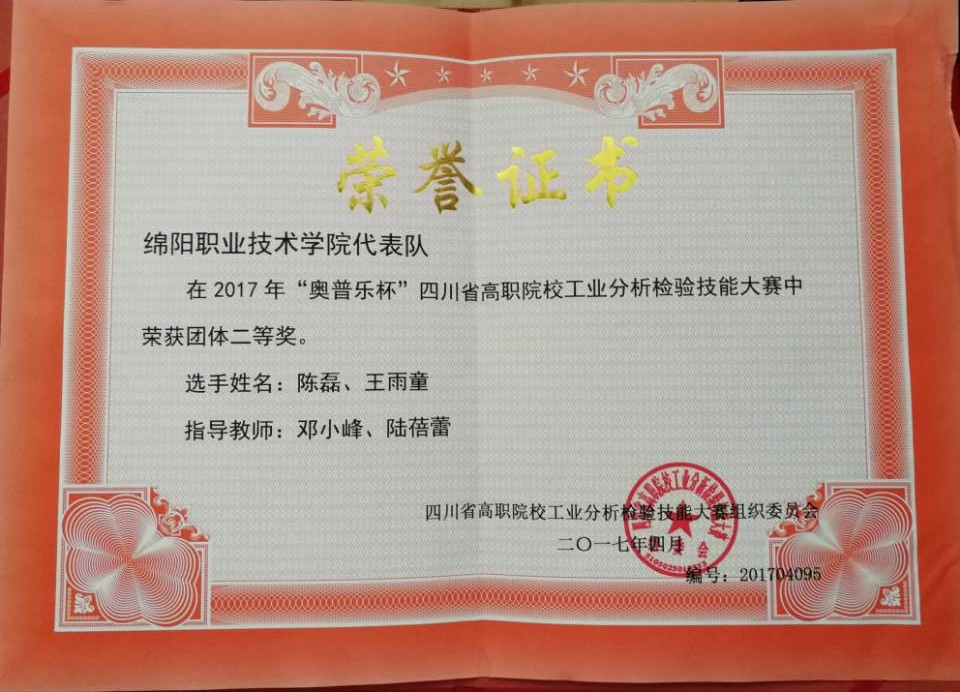 荣誉证书
绵阳职业技术学院代表队
在2017年“奥普乐杯”四川省高职院校工业分析检验技能大赛中
荣获团体二等奖。
选手姓名：陈磊、王雨童
指导教师：邓小峰、陆蓓蕾
四川省高职院校工业分析检验技能大赛组织委员会
二〇一七年四月
编号：201704095